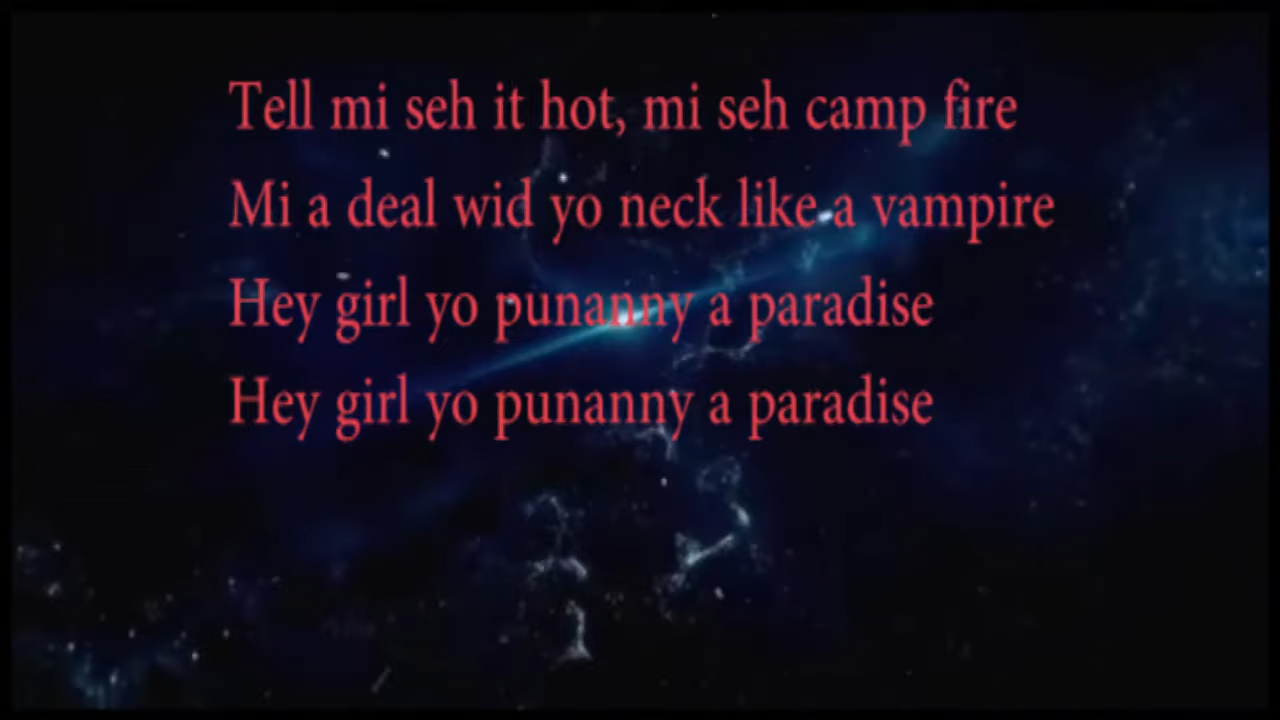 Tell mi seh it hot, mi seh camp fire
Mi a deal wid yo neck like a vampire
Hey girl yo punanny a paradise
Hey girl yo punanny a paradise